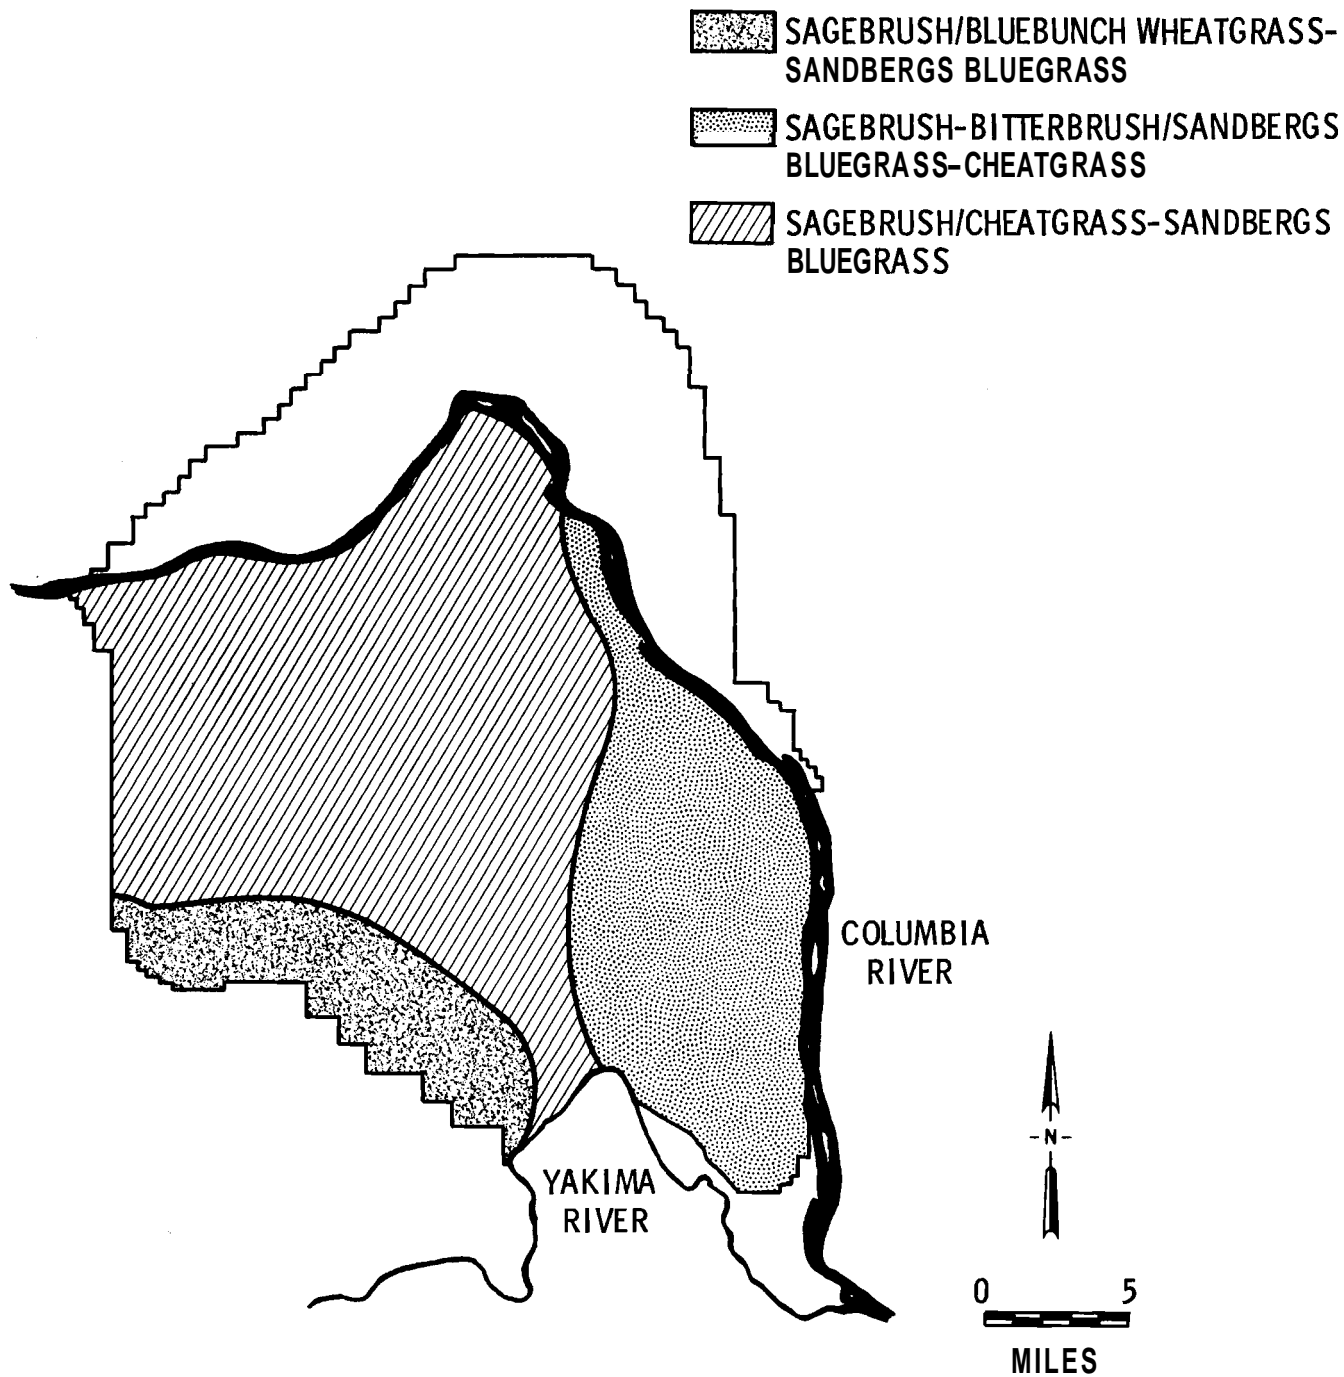 SAGEBRUSH/BLUEBUNCH WHEATGRASS-
SANDBERGS BLUEGRASS
SAGEBRUSH-BITTERBRUSH/SANDBERGS
BLUEGRASS-CHEATGRASS
SAGEBRUSH/CHEATGRASS-SANDBERGS
BLUEGRASS
COLUMBIA
RIVER
-N-
YAKIMA
RIVER
0 5
MILES